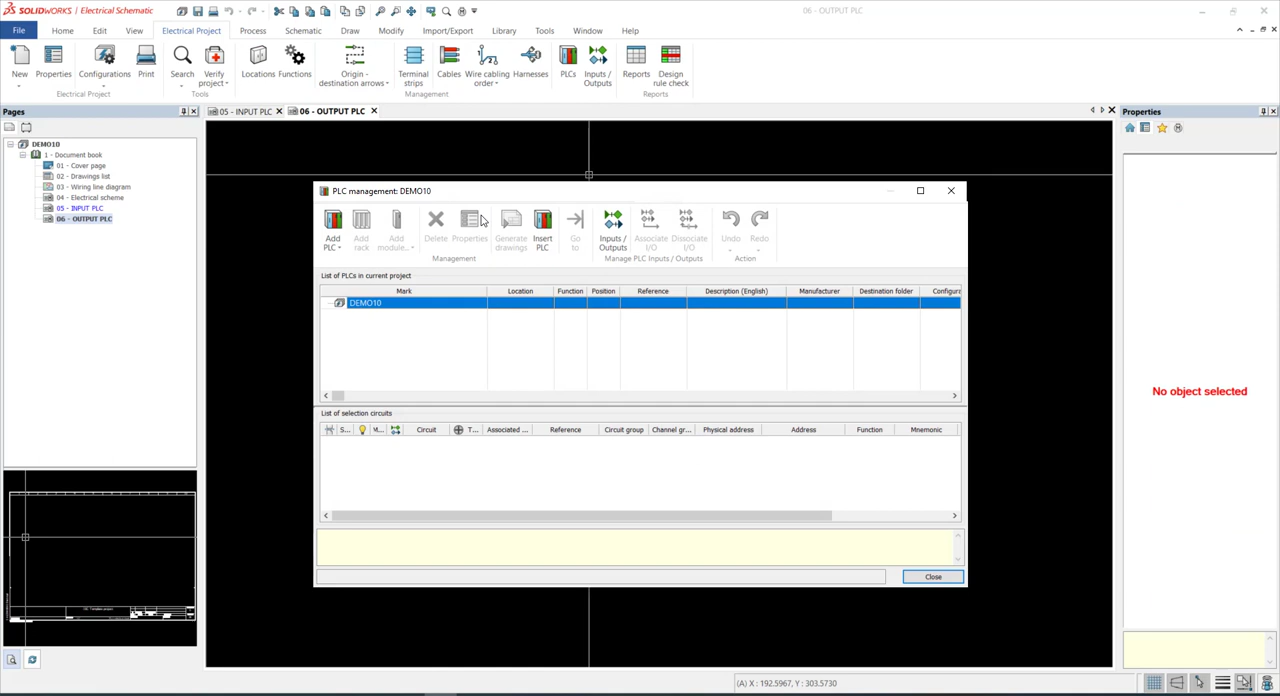 SOLIDWORKS | Electrical Schematic
06 - OUTPUT PLC
File Home Edit View Electrical Project Process Schematic Draw Modify Import/Export Library Tools Window Help
New Properties Configurations Print Search Verify project Locations Functions Origin - destination arrows Terminal strips Cables Wire cabling order Harnesses PLCs Inputs / Outputs Reports Design rule check
Electrical Project Tools Management Reports
Pages
05 - INPUT PLC 06 - OUTPUT PLC
Properties
DEMO10
1 - Document book
01 - Cover page
02 - Drawings list
03 - Wiring line diagram
04 - Electrical scheme
05 - INPUT PLC
06 - OUTPUT PLC
PLC management: DEMO10
Add PLC Add rack Add module... Delete Properties Generate drawings Insert PLC Go to Inputs / Outputs Associate I/O Dissociate I/O Undo Redo
Management Manage PLC Inputs / Outputs Action
List of PLCs in current project
Mark Location Function Position Reference Description (English) Manufacturer Destination folder Configura
DEMO10
List of selection circuits
S... M... Circuit T... Associated ... Reference Circuit group Channel gr... Physical address Address Function Mnemonic
Close
No object selected
(A) X : 192.5967, Y : 303.5730